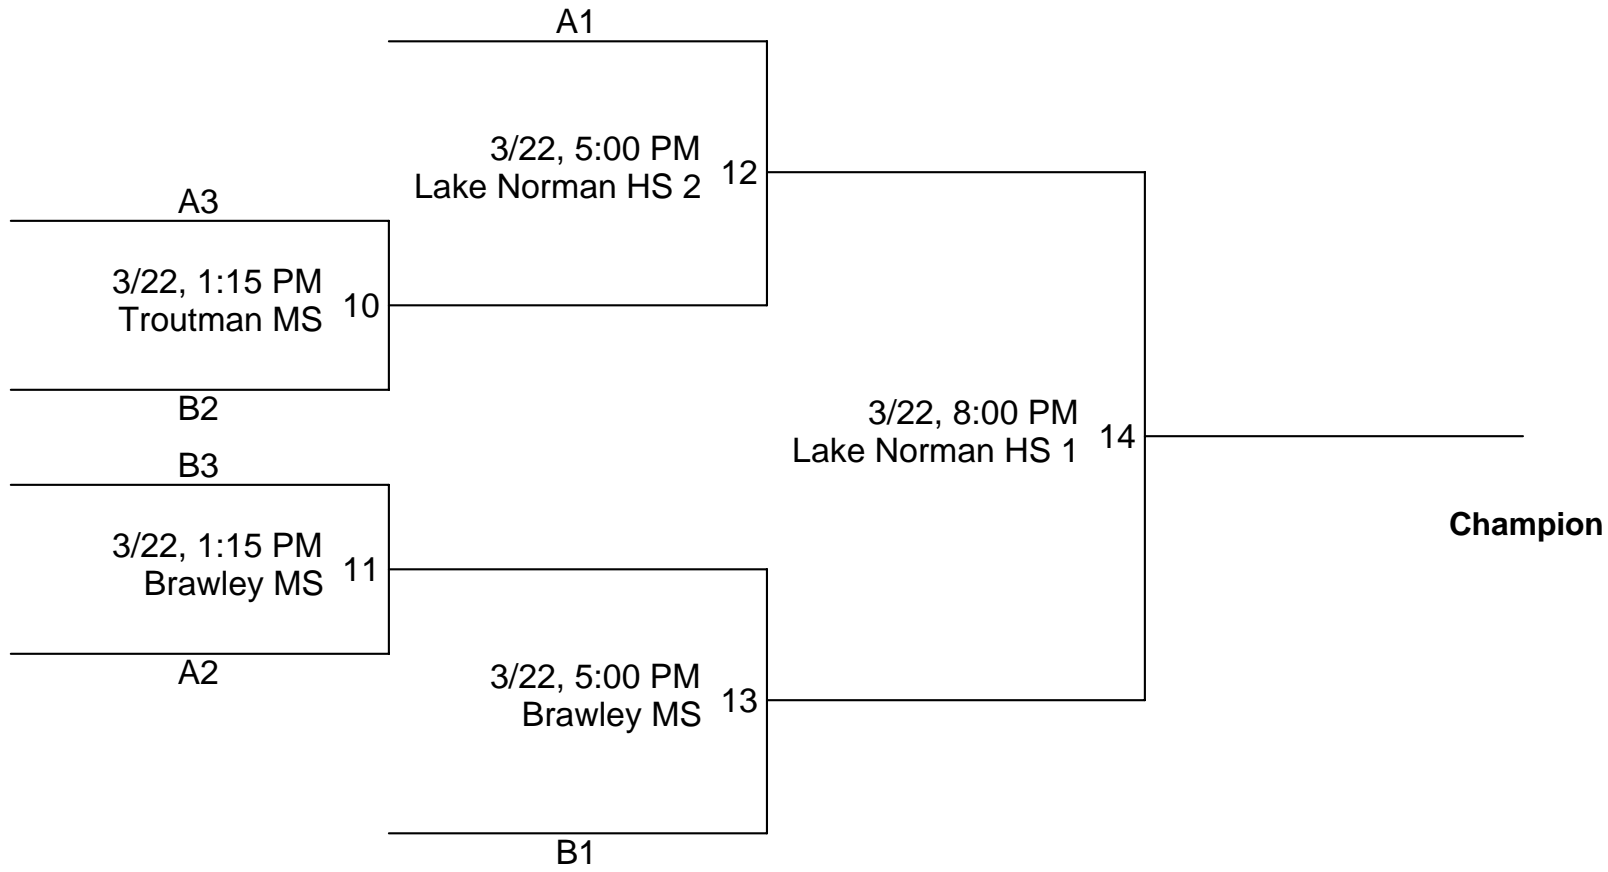 A1
3/22, 5:00 PM
Lake Norman HS 2
12
A3
3/22, 1:15 PM
Troutman MS
10
B2
3/22, 8:00 PM
Lake Norman HS 1
14
B3
Champion
3/22, 1:15 PM
Brawley MS
11
A2
3/22, 5:00 PM
Brawley MS
13
B1